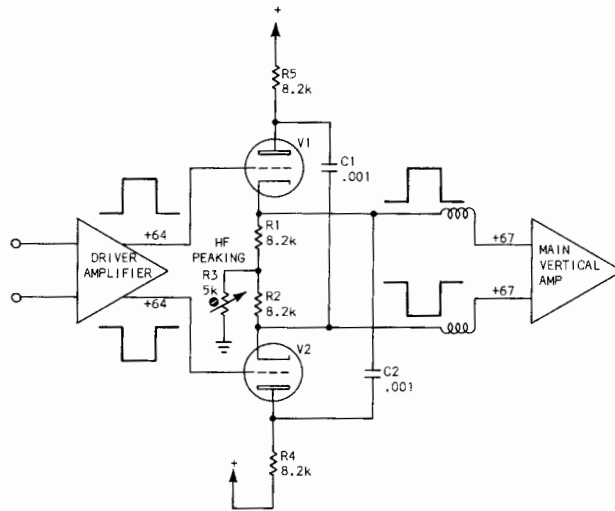 +
R5
8.2k
V1
C1
.001
+64
DRIVER
AMPLIFIER
+64
HF
PEAKING
R3
5k
R1
8.2k
R2
8.2k
+67
MAIN
VERTICAL
AMP
+67
V2
C2
.001
+
R4
8.2k